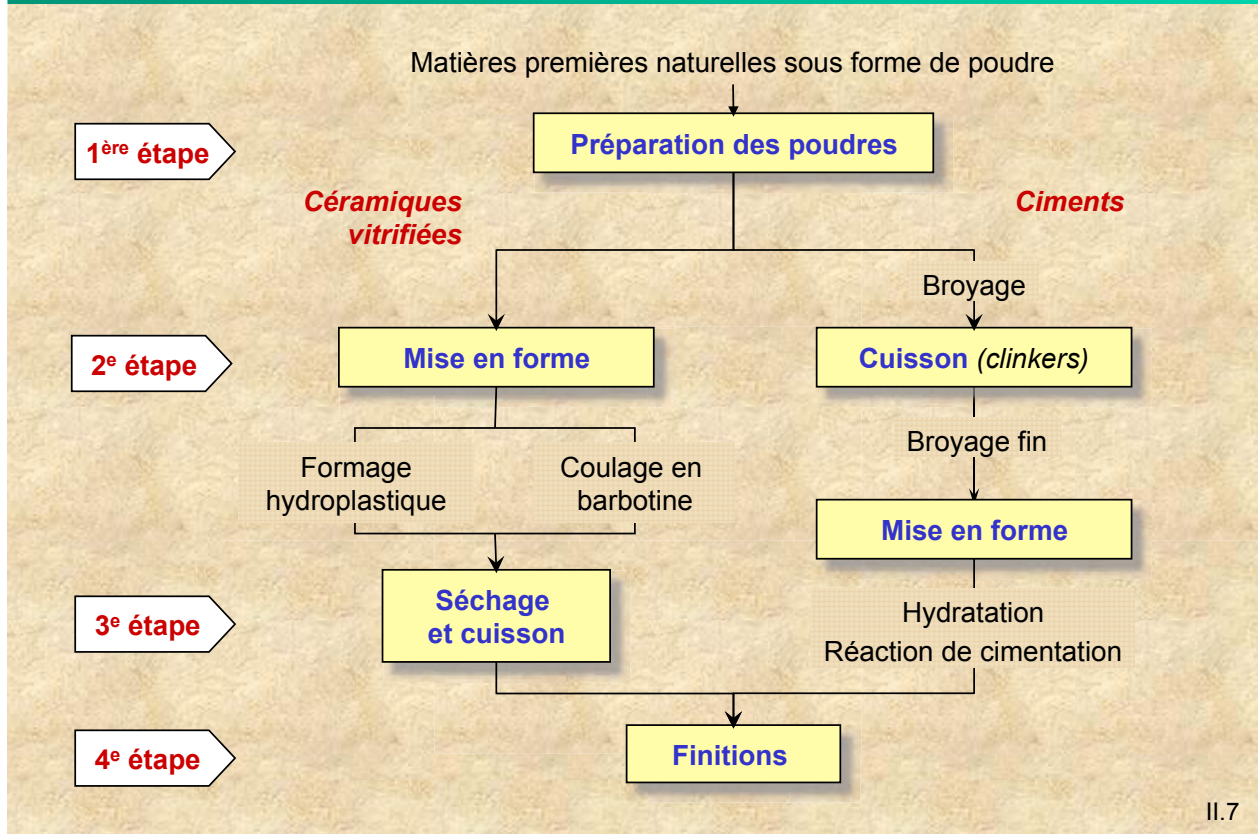 Matières premières naturelles sous forme de poudre
1ère étape
Préparation des poudres
Céramiques
vitrifiées
Ciments
Broyage
2e étape
Mise en forme
Cuisson (clinkers)
Formage
hydroplastique
Coulage en
barbotine
Broyage fin
Mise en forme
3e étape
Séchage
et cuisson
Hydratation
Réaction de cimentation
4e étape
Finitions
II.7